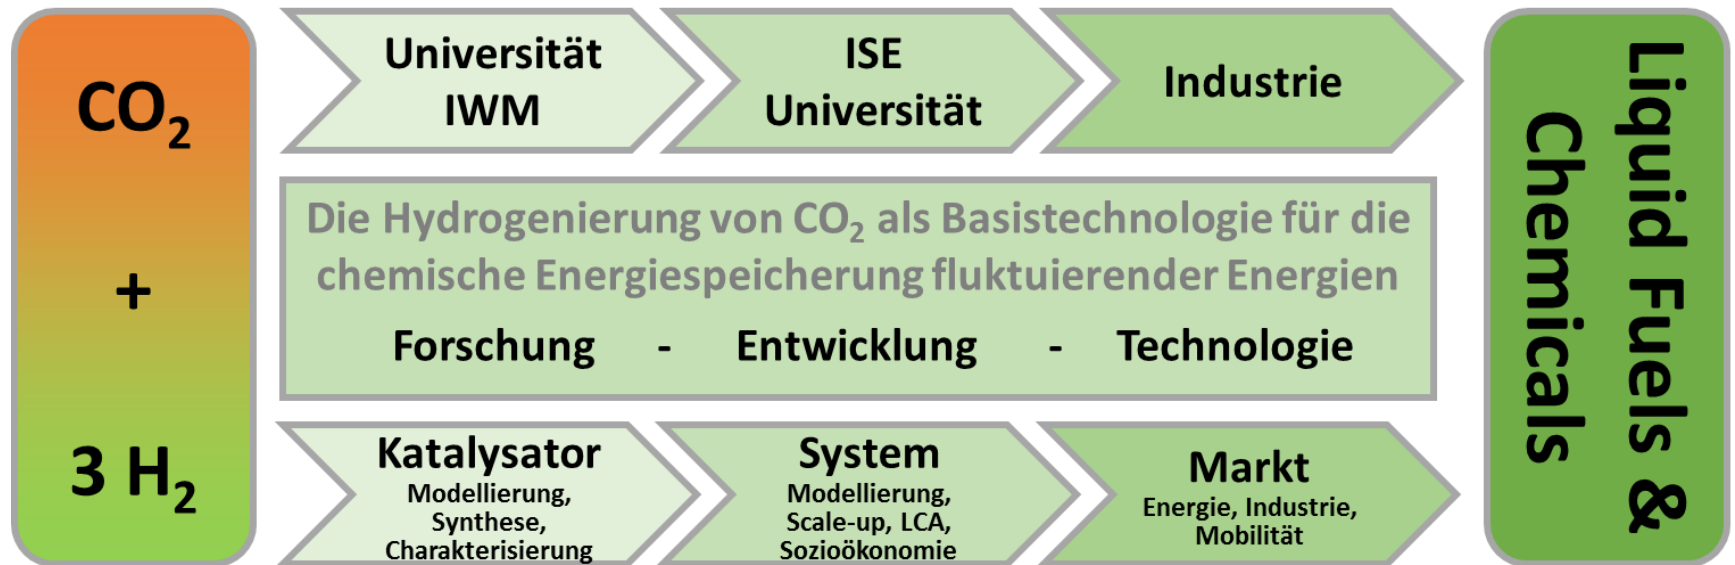 CO₂
+
3 H₂
Universität
IWM
ISE
Universität
Industrie
Die Hydrogenierung von CO₂ als Basistechnologie für die
chemische Energiespeicherung fluktuierender Energien
Forschung - Entwicklung - Technologie
Katalysator
Modellierung,
Synthese,
Charakterisierung
System
Modellierung,
Scale-up, LCA,
Sozioökonomie
Markt
Energie, Industrie,
Mobilität
Liquid Fuels &
Chemicals